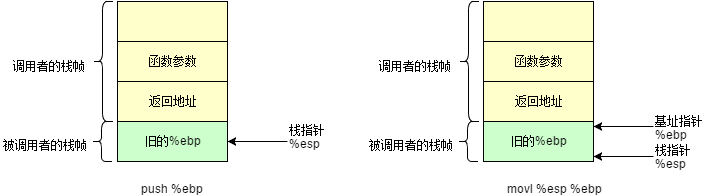 调用者的栈帧
函数参数
返回地址
被调用者的栈帧
旧的%ebp
栈指针
%esp
push %ebp
调用者的栈帧
函数参数
返回地址
被调用者的栈帧
旧的%ebp
基址指针
%ebp
栈指针
%esp
movl %esp %ebp